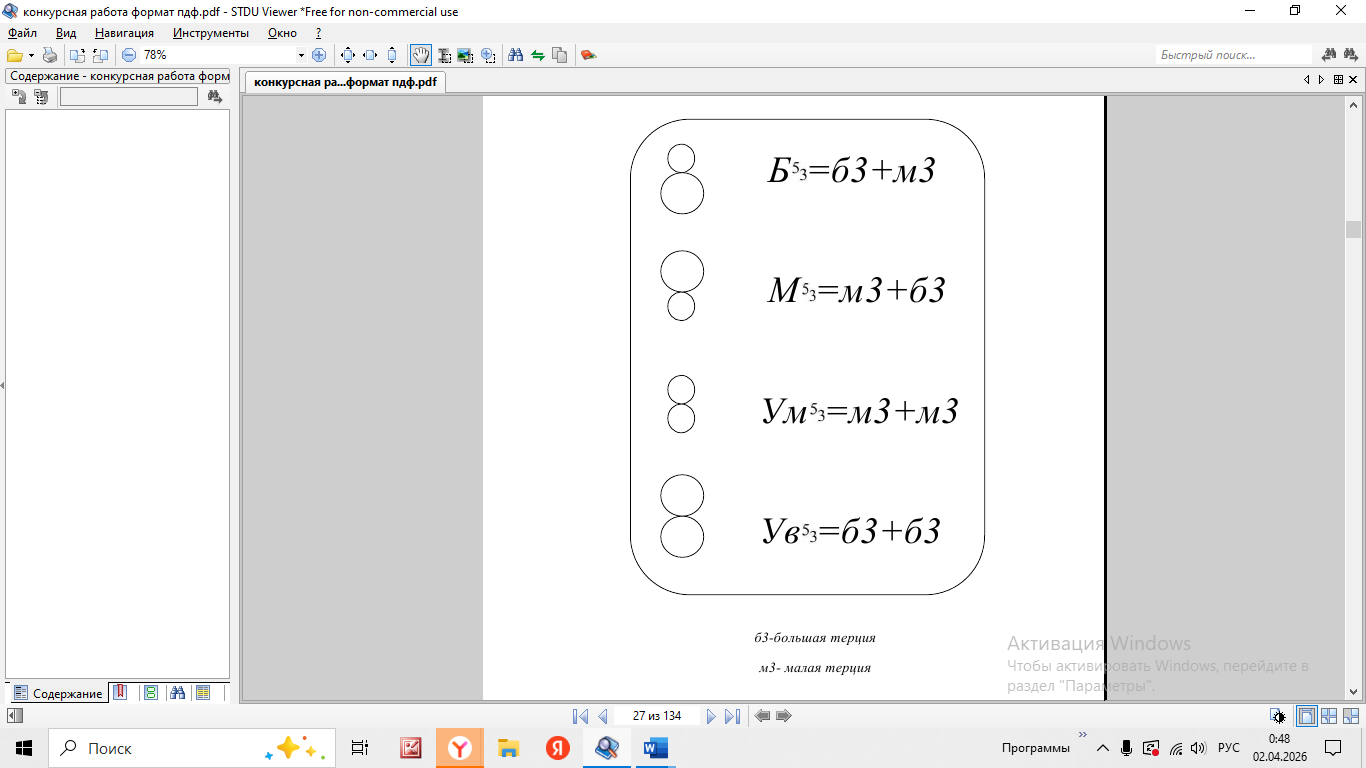 конкурсная работа формат пдф.pdf - STDU Viewer *Free for non-commercial use
Файл Вид Навигация Инструменты Окно ?
78%
Быстрый поиск...
Содержание - конкурсная работа форм
конкурсная ра...формат пдф.pdf
Б⁵₃=б3+м3
М⁵₃=м3+б3
Ум⁵₃=м3+м3
Ув⁵₃=б3+б3
б3-большая терция
м3- малая терция
Активация Windows
Чтобы активировать Windows, перейдите в
раздел "Параметры".
Содержание
27 из 134
Поиск
Программы
РУС
0:48
02.04.2026